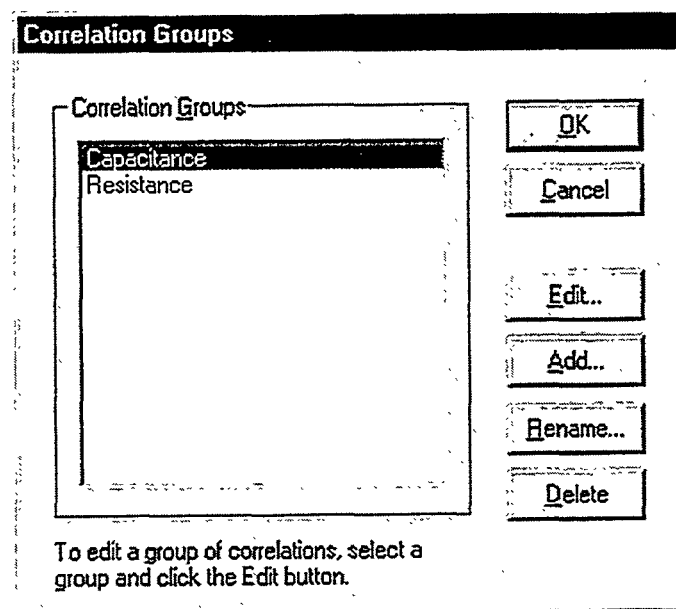 Correlation Groups
Correlation Groups
Capacitance
Resistance
OK
Cancel
Edit...
Add...
Rename...
Delete
To edit a group of correlations, select a
group and click the Edit button.